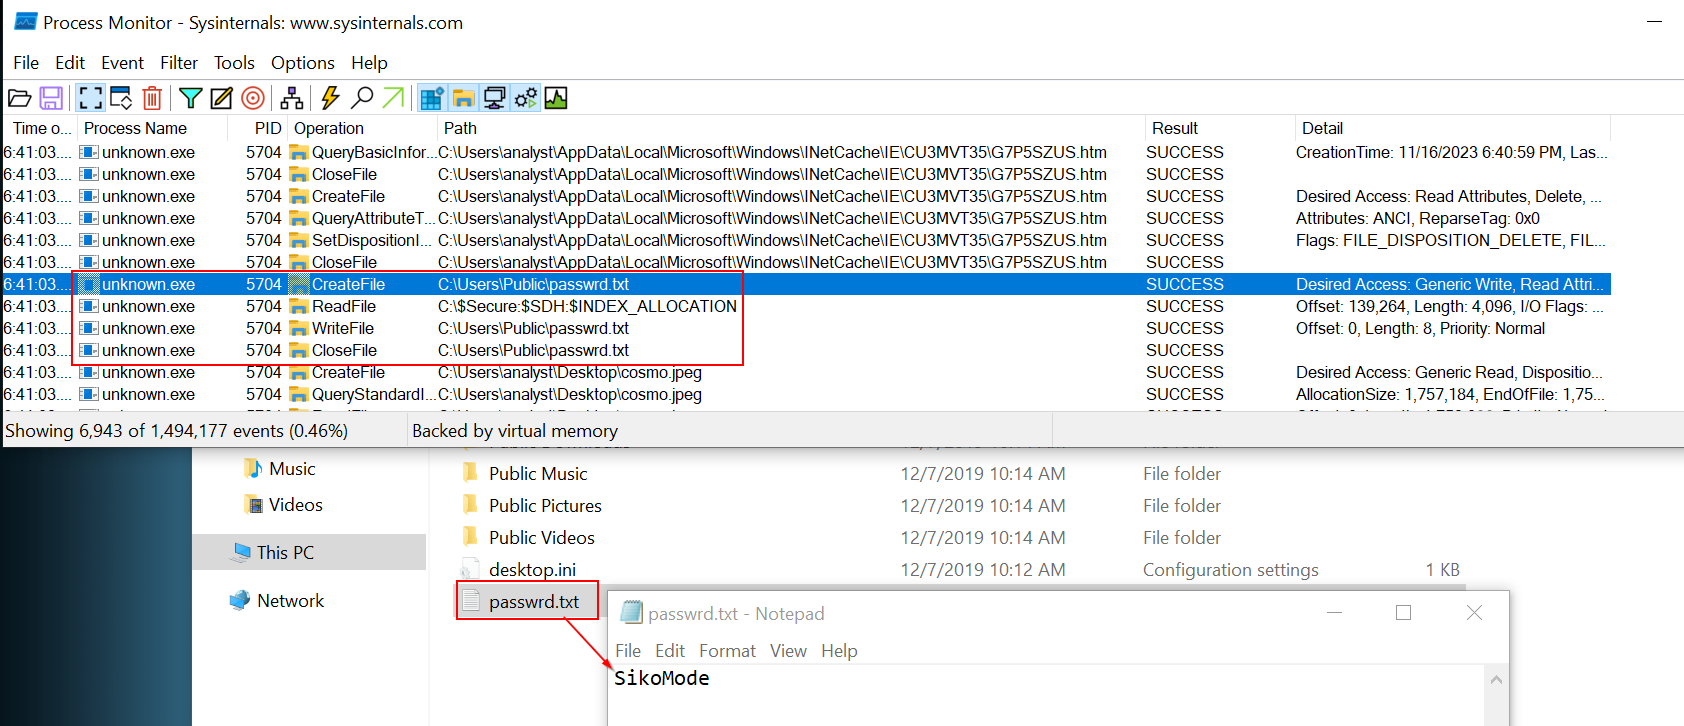 Process Monitor - Sysinternals: www.sysinternals.com
File Edit Event Filter Tools Options Help
Time o... Process Name PID Operation Path Result Detail
6:41:03.... unknown.exe 5704 QueryBasicInfor... C:\Users\analyst\AppData\Local\Microsoft\Windows\INetCache\IE\CU3MVT35\G7P5SZUS.htm SUCCESS CreationTime: 11/16/2023 6:40:59 PM, Las...
6:41:03.... unknown.exe 5704 CloseFile C:\Users\analyst\AppData\Local\Microsoft\Windows\INetCache\IE\CU3MVT35\G7P5SZUS.htm SUCCESS
6:41:03.... unknown.exe 5704 CreateFile C:\Users\analyst\AppData\Local\Microsoft\Windows\INetCache\IE\CU3MVT35\G7P5SZUS.htm SUCCESS Desired Access: Read Attributes, Delete, ...
6:41:03.... unknown.exe 5704 QueryAttributeT... C:\Users\analyst\AppData\Local\Microsoft\Windows\INetCache\IE\CU3MVT35\G7P5SZUS.htm SUCCESS Attributes: ANCI, ReparseTag: 0x0
6:41:03.... unknown.exe 5704 SetDispositionI... C:\Users\analyst\AppData\Local\Microsoft\Windows\INetCache\IE\CU3MVT35\G7P5SZUS.htm SUCCESS Flags: FILE_DISPOSITION_DELETE, FIL...
6:41:03.... unknown.exe 5704 CloseFile C:\Users\analyst\AppData\Local\Microsoft\Windows\INetCache\IE\CU3MVT35\G7P5SZUS.htm SUCCESS
6:41:03.... unknown.exe 5704 CreateFile C:\Users\Public\passwrd.txt SUCCESS Desired Access: Generic Write, Read Attri...
6:41:03.... unknown.exe 5704 ReadFile C:\$Secure:$SDH:$INDEX_ALLOCATION SUCCESS Offset: 139,264, Length: 4,096, I/O Flags: ...
6:41:03.... unknown.exe 5704 WriteFile C:\Users\Public\passwrd.txt SUCCESS Offset: 0, Length: 8, Priority: Normal
6:41:03.... unknown.exe 5704 CloseFile C:\Users\Public\passwrd.txt SUCCESS
6:41:03.... unknown.exe 5704 CreateFile C:\Users\analyst\Desktop\cosmo.jpeg SUCCESS Desired Access: Generic Read, Dispositio...
6:41:03.... unknown.exe 5704 QueryStandardI... C:\Users\analyst\Desktop\cosmo.jpeg SUCCESS AllocationSize: 1,757,184, EndOfFile: 1,75...
Showing 6,943 of 1,494,177 events (0.46%) Backed by virtual memory
Music Public Music 12/7/2019 10:14 AM File folder
Videos Public Pictures 12/7/2019 10:14 AM File folder
This PC Public Videos 12/7/2019 10:14 AM File folder
desktop.ini 12/7/2019 10:12 AM Configuration settings 1 KB
Network passwrd.txt
passwrd.txt - Notepad
File Edit Format View Help
SikoMode